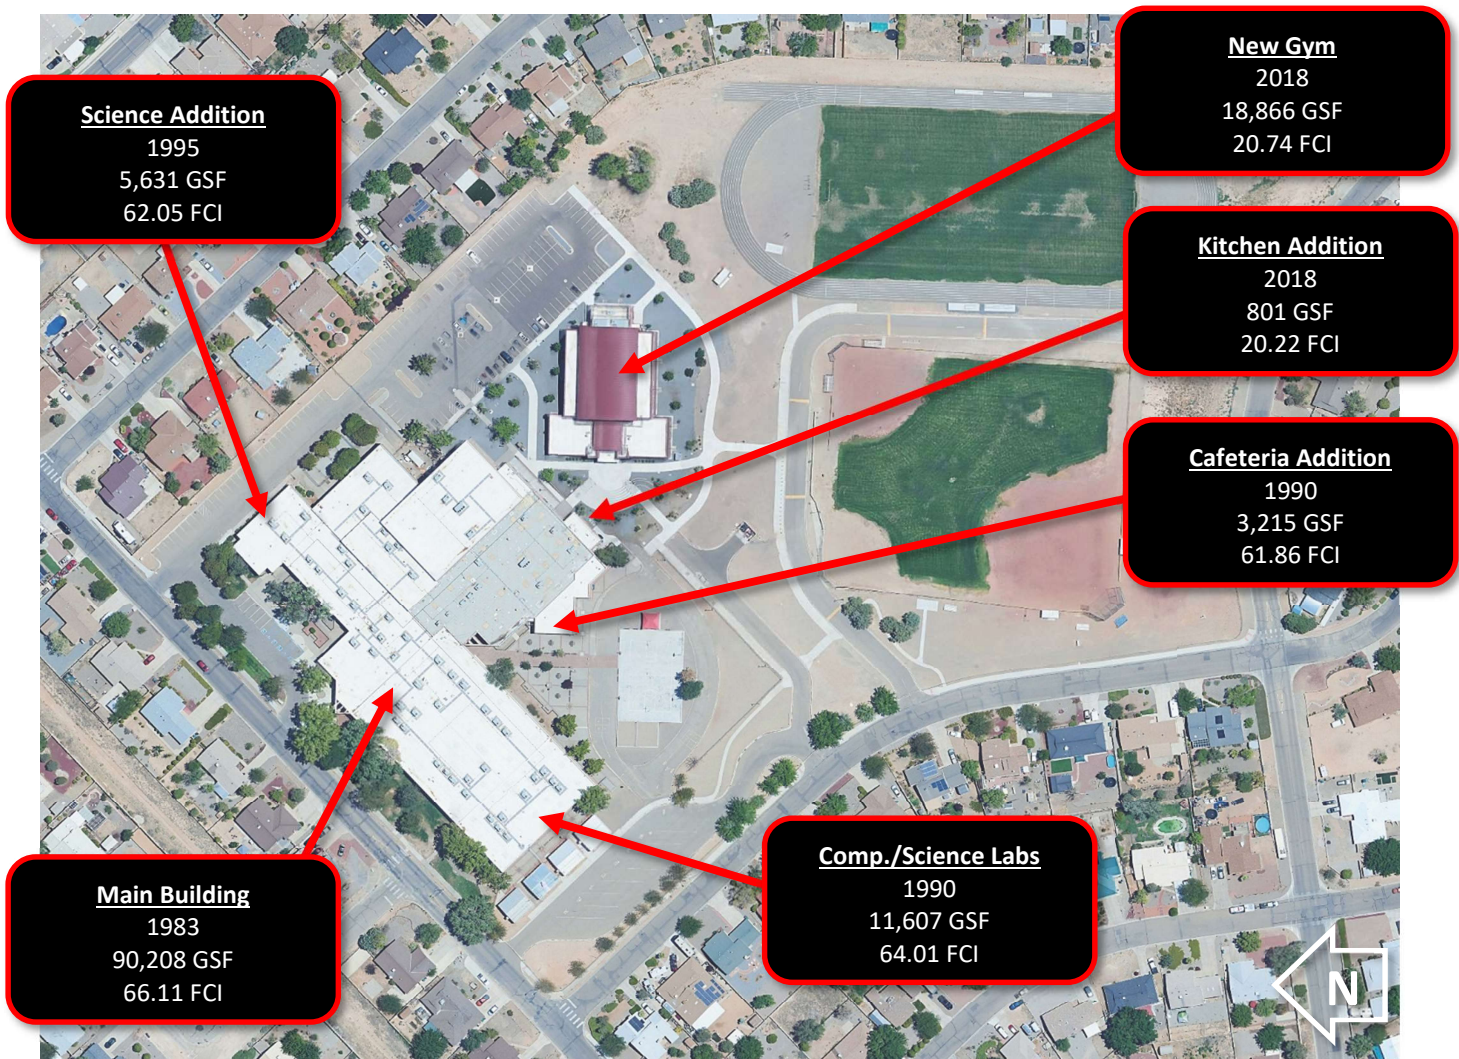 Science Addition
1995
5,631 GSF
62.05 FCI
New Gym
2018
18,866 GSF
20.74 FCI
Kitchen Addition
2018
801 GSF
20.22 FCI
Cafeteria Addition
1990
3,215 GSF
61.86 FCI
Main Building
1983
90,208 GSF
66.11 FCI
Comp./Science Labs
1990
11,607 GSF
64.01 FCI
N